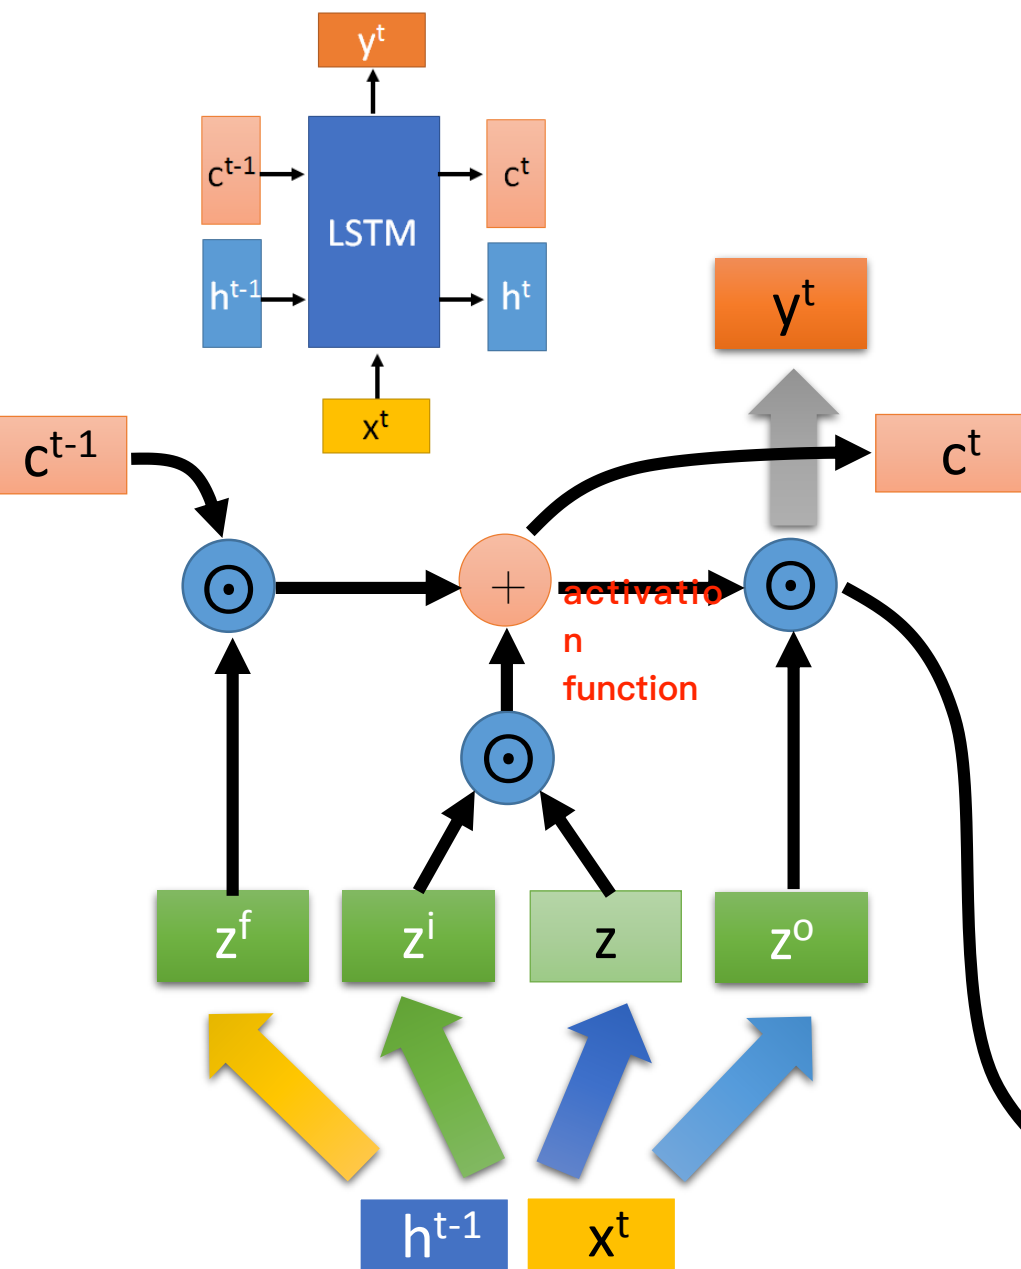 yᵗ
cᵗ⁻¹
cᵗ
LSTM
hᵗ⁻¹
hᵗ
xᵗ
yᵗ
cᵗ⁻¹
cᵗ
+
activatio
n
function
zᶠ
zⁱ
z
zᵒ
hᵗ⁻¹
xᵗ